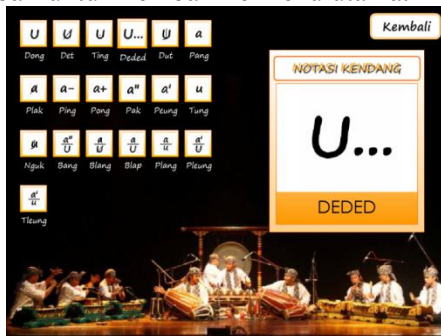 Kembali
U U U U... U a
Dong Det Ting Deded Dut Pang
NOTASI KENDANG
a a- a+ a" a' u
Plak Ping Pong Pak Peung Tung
U...
Nguk Bang Blang Blap Plang Pleung
DEDED
Tleung